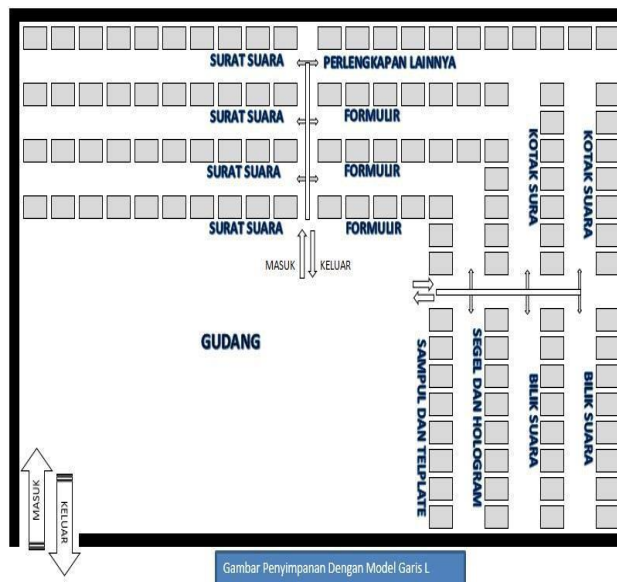 SURAT SUARA
PERLENGKAPAN LAINNYA
SURAT SUARA
FORMULIR
SURAT SUARA
FORMULIR
SURAT SUARA
FORMULIR
KOTAK SURA
KOTAK SUARA
MASUK
KELUAR
GUDANG
SAMPUL DAN TELPLATE
SEGEL DAN HOLOGRAM
BILIK SUARA
BILIK SUARA
MASUK
KELUAR
Gambar Penyimpanan Dengan Model Garis L